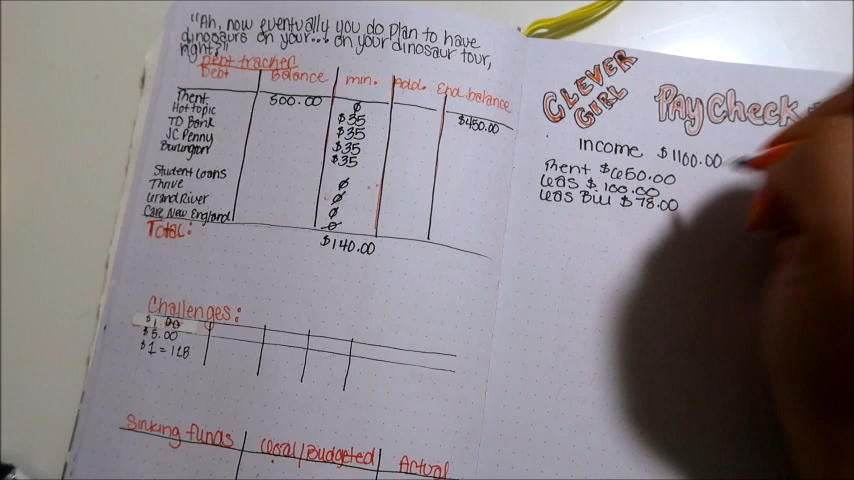 "Ah, now eventually you do plan to have
dinosaurs on your... on your dinosaur tour,
right?"
Debt tracker
Debt Balance min. End balance
Rent 500.00 ∅ $450.00
Hot topic $35
TD Bank $35
JC Penny $35
Burlington $35
Student Loans ∅
Thrive ∅
Grand River ∅
Care New England ∅
Total: $140.00
Challenges:
$1.00
$5.00
$1 = 1LB
Sinking funds Goal/Budgeted Actual
CLEVER
GIRL
PayCheck
income $1100.00
Rent $650.00
Gas $100.00
Gas Bill $78.00